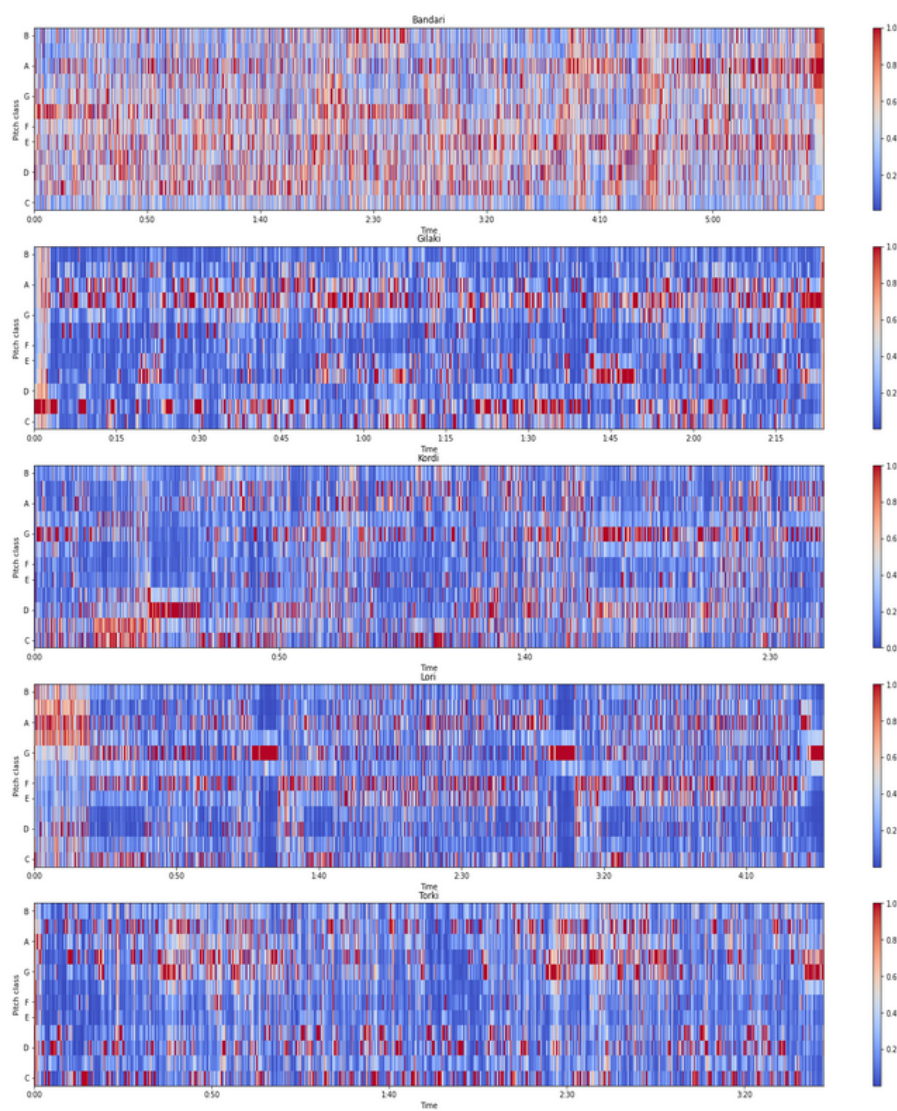 Bandari
B
A
G
F
E
D
C
Pitch class
0:00 0:50 1:40 2:30 3:20 4:10 5:00
Time
1.0
0.8
0.6
0.4
0.2
Gilaki
B
A
G
F
E
D
C
Pitch class
0:00 0:15 0:30 0:45 1:00 1:15 1:30 1:45 2:00 2:15
Time
1.0
0.8
0.6
0.4
0.2
Kordi
B
A
G
F
E
D
C
Pitch class
0:00 0:50 1:40 2:30
Time
1.0
0.8
0.6
0.4
0.2
0.0
Lori
B
A
G
F
E
D
C
Pitch class
0:00 0:50 1:40 2:30 3:20 4:10
Time
1.0
0.8
0.6
0.4
0.2
Torki
B
A
G
F
E
D
C
Pitch class
0:00 0:50 1:40 2:30 3:20
Time
1.0
0.8
0.6
0.4
0.2